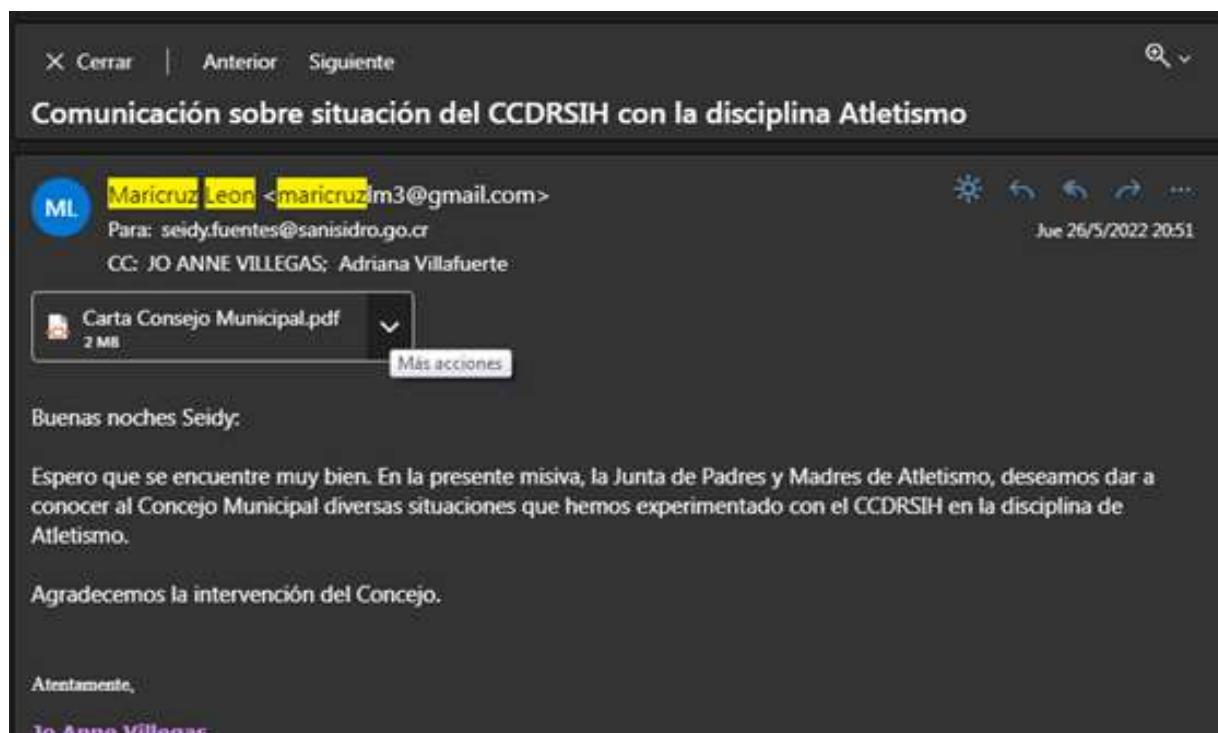 Cerrar | Anterior Siguiente
Comunicación sobre situación del CCDRSIH con la disciplina Atletismo
ML
Maricruz Leon <maricruzlm3@gmail.com>
Para: seidy.fuentes@sanisidro.go.cr
Jue 26/5/2022 20:51
CC: JO ANNE VILLEGAS; Adriana Villafuerte
Carta Consejo Municipal.pdf
2 MB
Más acciones
Buenas noches Seidy:
Espero que se encuentre muy bien. En la presente misiva, la Junta de Padres y Madres de Atletismo, deseamos dar a
conocer al Concejo Municipal diversas situaciones que hemos experimentado con el CCDRSIH en la disciplina de
Atletismo.
Agradecemos la intervención del Concejo.
Atentamente,
Jo Anne Villegas